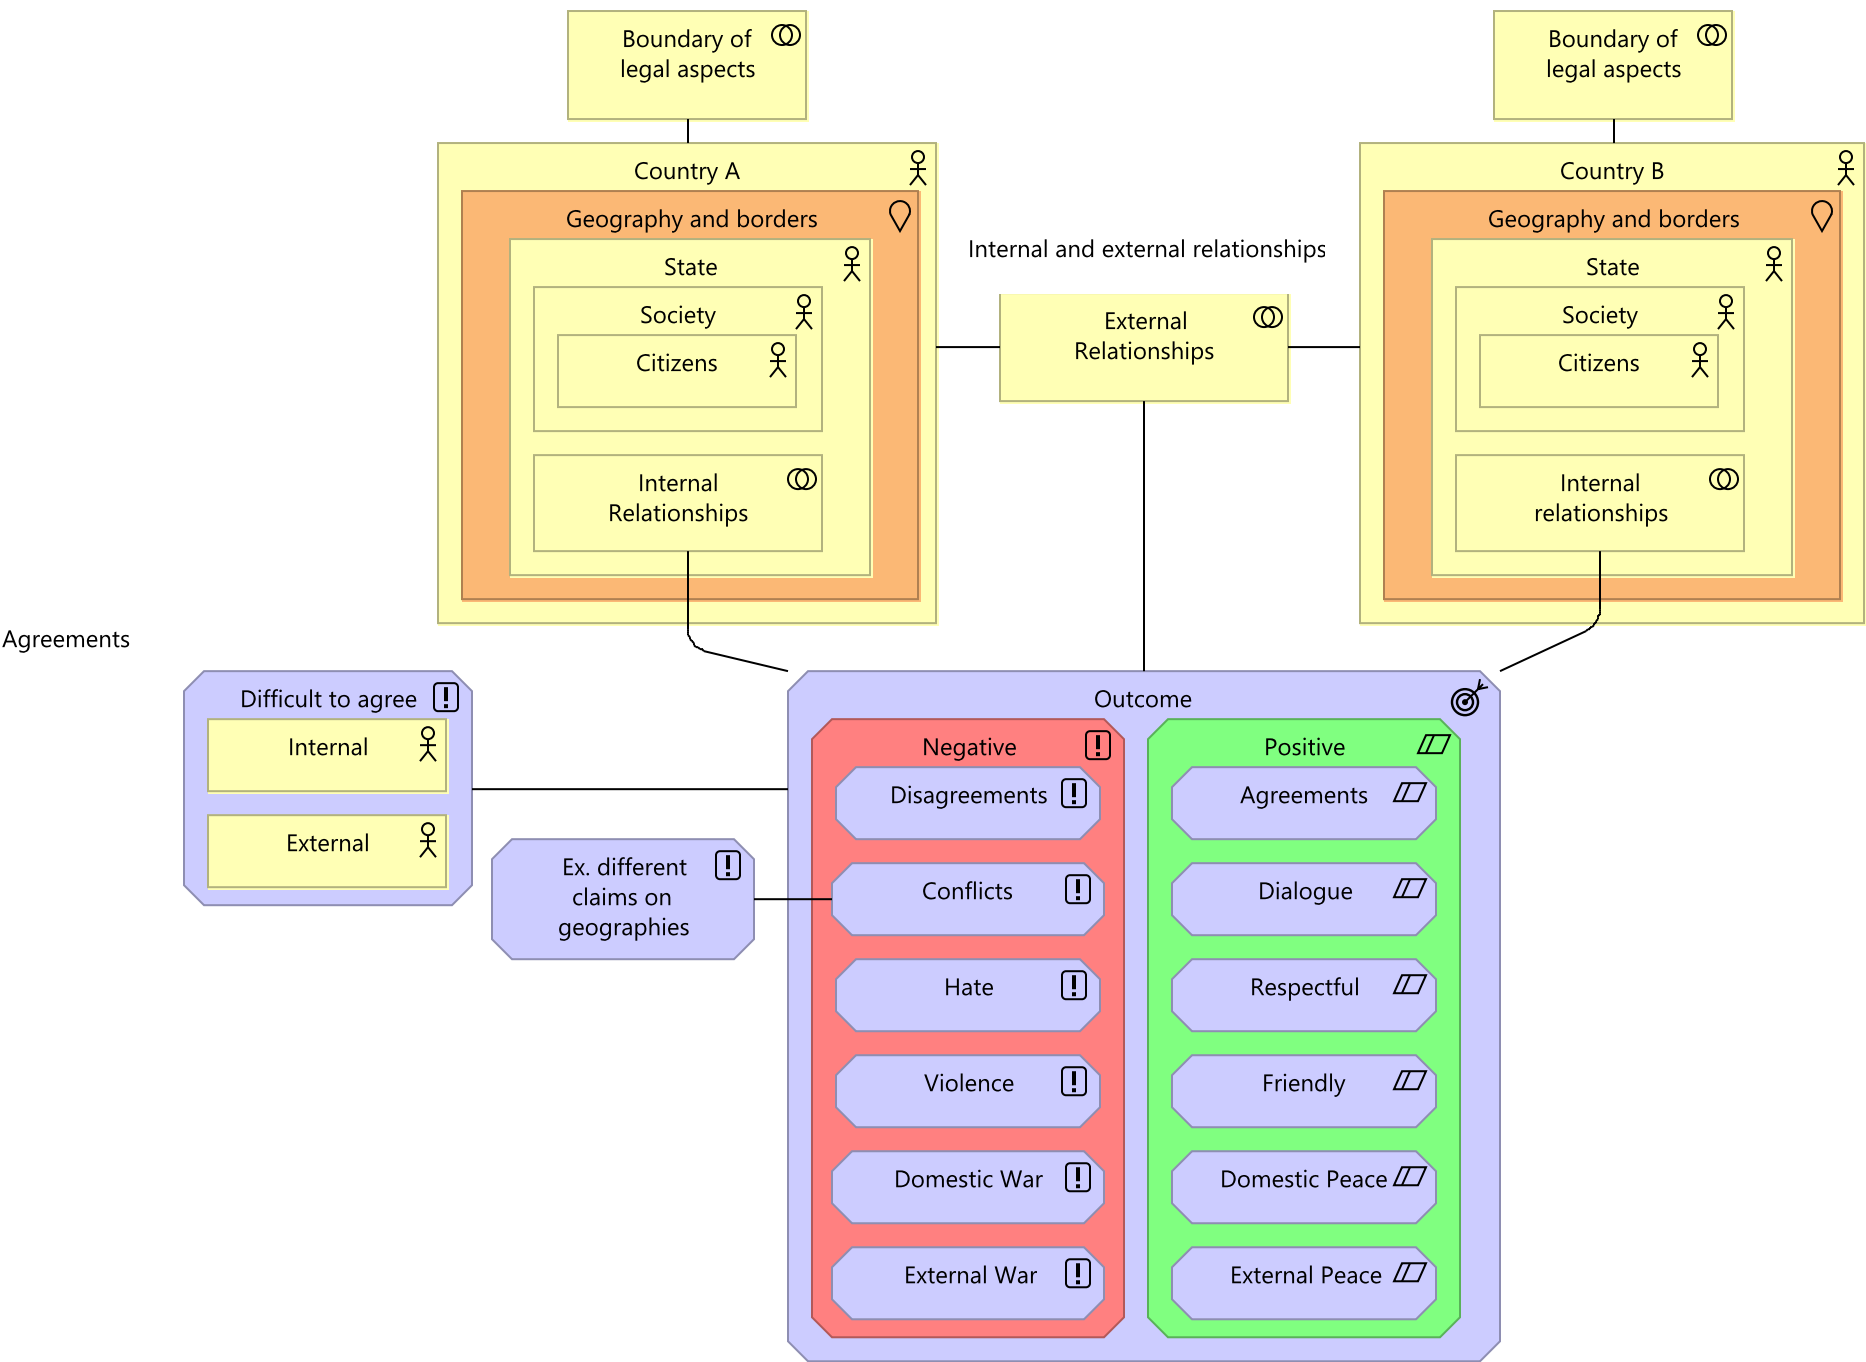 Boundary of
legal aspects
Boundary of
legal aspects
Country A
Geography and borders
State
Society
Citizens
Internal
Relationships
Internal and external relationships
External
Relationships
Country B
Geography and borders
State
Society
Citizens
Internal
relationships
Agreements
Difficult to agree
Internal
External
Ex. different
claims on
geographies
Outcome
Negative
Disagreements
Conflicts
Hate
Violence
Domestic War
External War
Positive
Agreements
Dialogue
Respectful
Friendly
Domestic Peace
External Peace